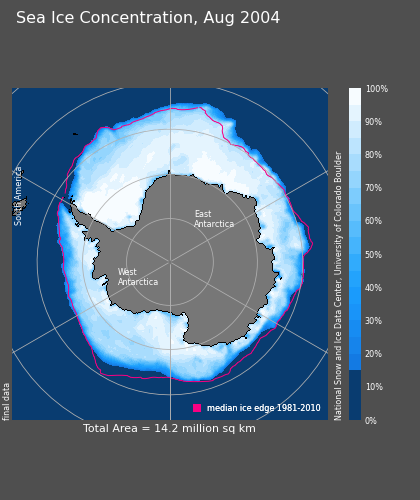 Sea Ice Concentration, Aug 2004
South America
East
Antarctica
West
Antarctica
median ice edge 1981-2010
final data
Total Area = 14.2 million sq km
100%
90%
80%
70%
60%
50%
40%
30%
20%
10%
0%
National Snow and Ice Data Center, University of Colorado Boulder